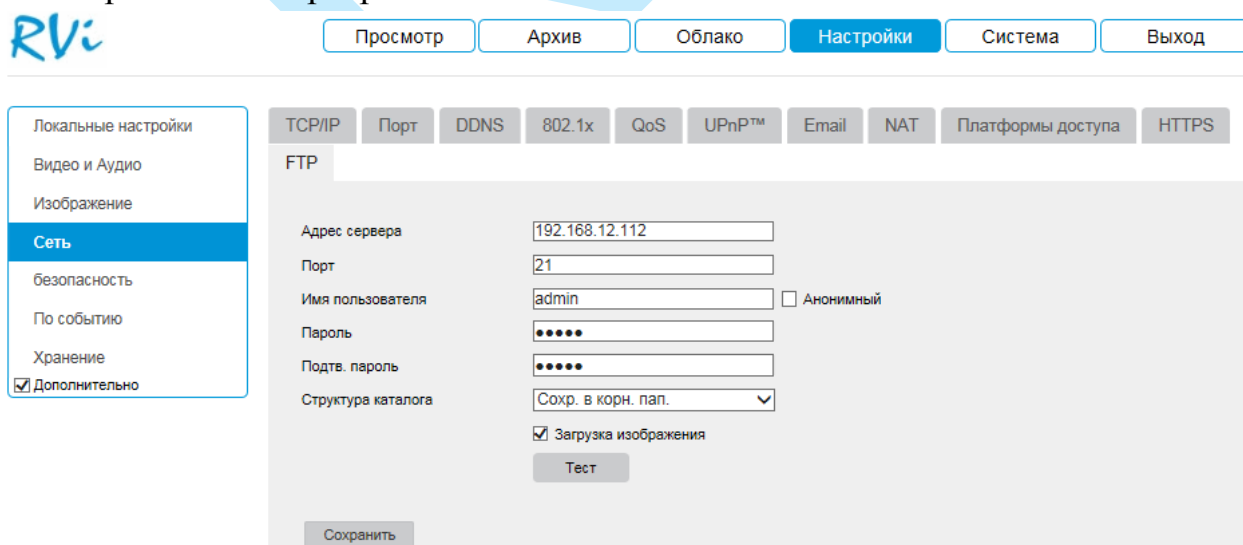 RVi
Просмотр Архив Облако Настройки Система Выход
Локальные настройки
Видео и Аудио
Изображение
Сеть
безопасность
По событию
Хранение
Дополнительно
TCP/IP Порт DDNS 802.1x QoS UPnP™ Email NAT Платформы доступа HTTPS
FTP
Адрес сервера 192.168.12.112
Порт 21
Имя пользователя admin Анонимный
Пароль ●●●●●
Подтв. пароль ●●●●●
Структура каталога Сохр. в корн. пап.
Загрузка изображения
Тест
Сохранить